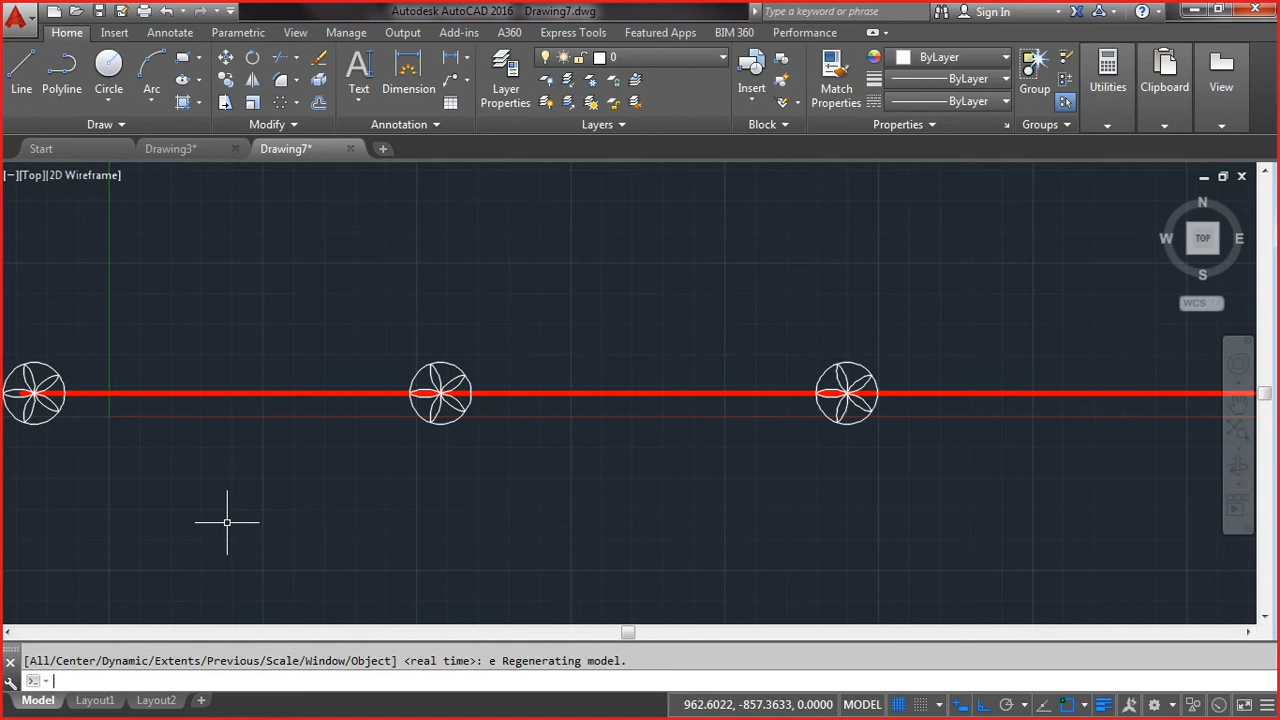 Autodesk AutoCAD 2016 Drawing7.dwg
Type a keyword or phrase
Sign In
Home Insert Annotate Parametric View Manage Output Add-ins A360 Express Tools Featured Apps BIM 360 Performance
Line Polyline Circle Arc
Text Dimension
Layer Properties
0
Insert
Match Properties
ByLayer
ByLayer
ByLayer
Group
Utilities Clipboard View
Draw Modify Annotation Layers Block Properties Groups
Start Drawing3* Drawing7*
[−][Top][2D Wireframe]
N
W TOP E
S
WCS
[All/Center/Dynamic/Extents/Previous/Scale/Window/Object] <real time>: e Regenerating model.
Model Layout1 Layout2 +
962.6022, -857.3633, 0.0000 MODEL